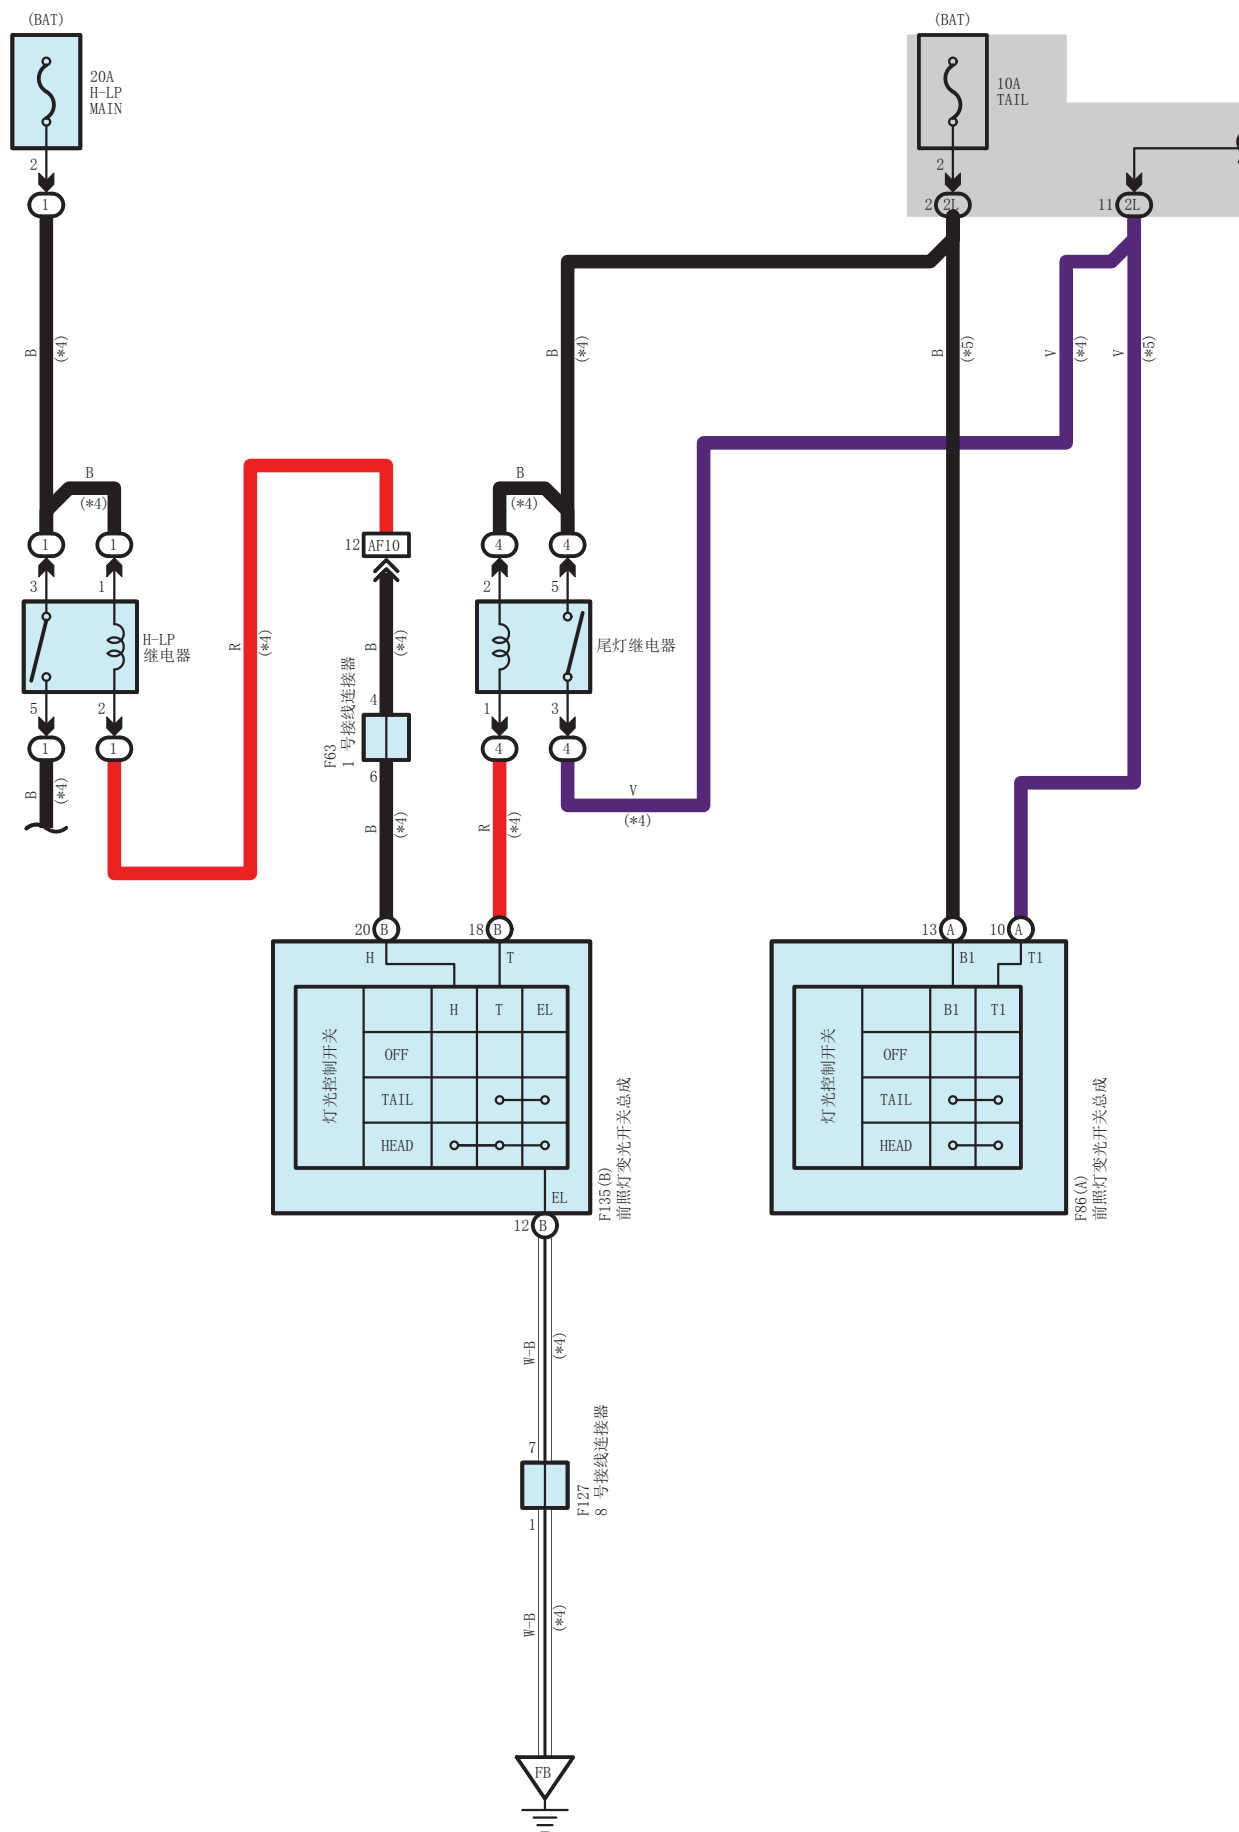 (BAT)
(BAT)
20A
H-LP
MAIN
10A
TAIL
2
2
1
2
2L
11
2L
B
(*4)
B
(*4)
B
(*5)
V
(*4)
V
(*5)
B
(*4)
B
(*4)
1
1
12
AF10
4
4
3
1
2
5
H-LP
继电器
R
(*4)
B
(*4)
尾灯继电器
5
2
4
1
3
1
1
F63
1 号接线连接器
4
4
6
B
(*4)
B
(*4)
R
(*4)
V
(*4)
20
B
18
B
13
A
10
A
H
T
B1
T1
灯光控制开关
H
T
EL
OFF
TAIL
HEAD
EL
F135(B)
前照灯变光开关总成
灯光控制开关
B1
T1
OFF
TAIL
HEAD
F86(A)
前照灯变光开关总成
12
B
W-B
(*4)
7
F127
8 号接线连接器
1
W-B
(*4)
FB